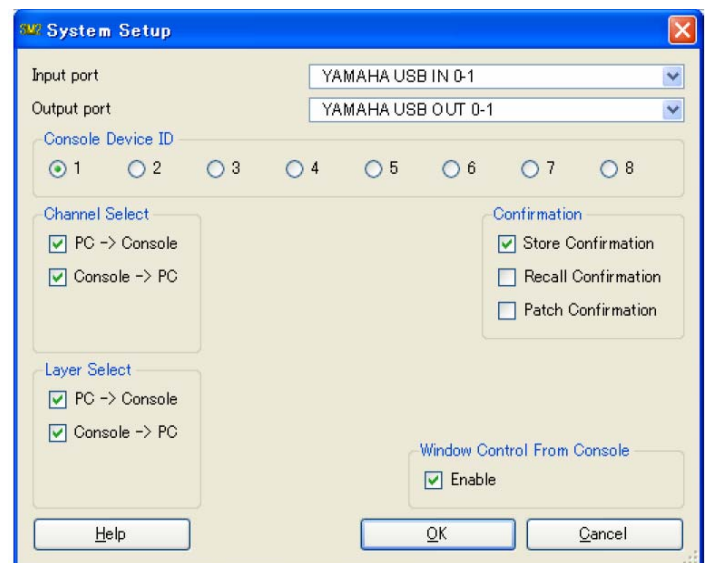 SM2 System Setup
Input port
YAMAHA USB IN 0-1
Output port
YAMAHA USB OUT 0-1
Console Device ID
1 2 3 4 5 6 7 8
Channel Select
PC -> Console
Console -> PC
Confirmation
Store Confirmation
Recall Confirmation
Patch Confirmation
Layer Select
PC -> Console
Console -> PC
Window Control From Console
Enable
Help OK Cancel